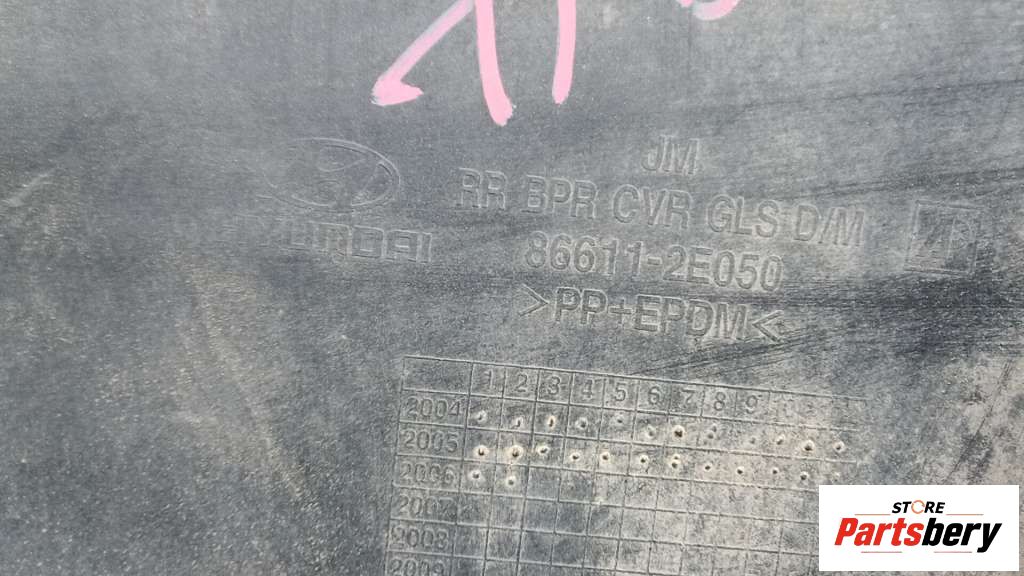 JM
RR BPR CVR GLS D/M
HYUNDAI
86611-2E050
>PP+EPDM<
1 2 3 4 5 6 7 8 9
2004
2005
2006
2007
2008
2009
STORE
Partsbery